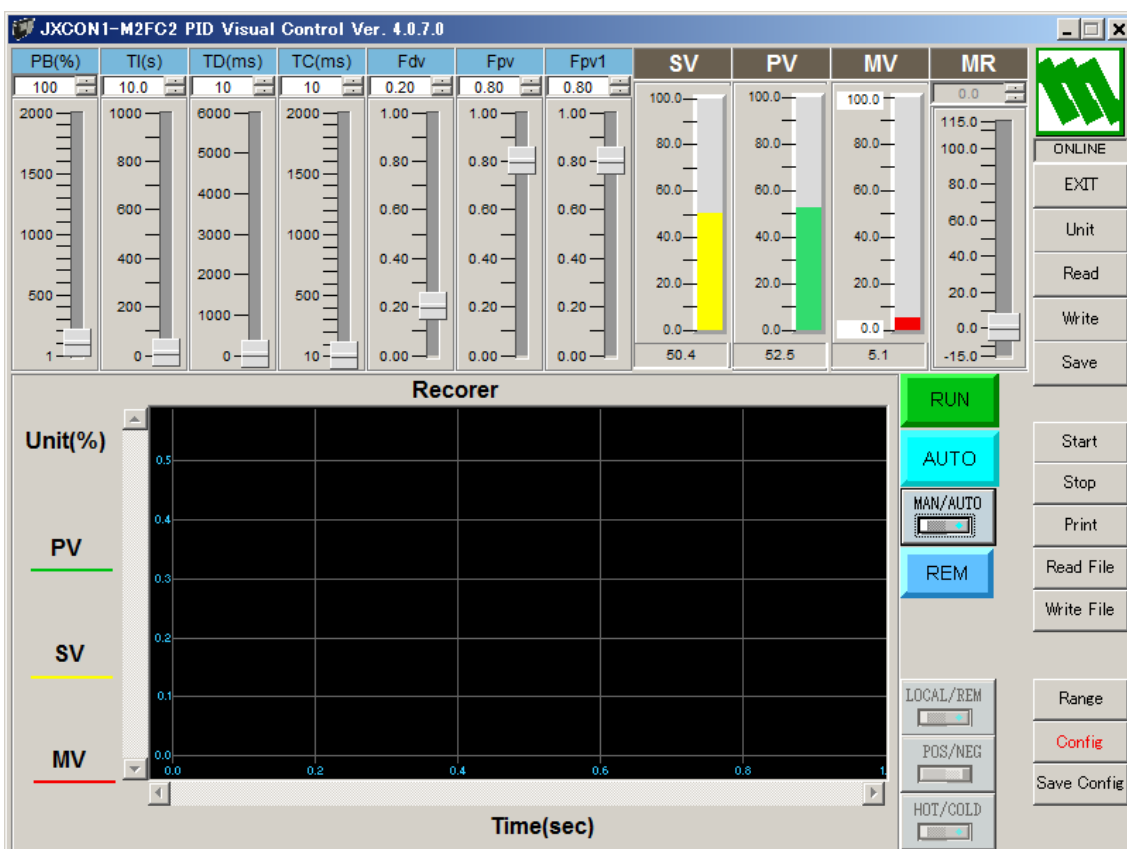 JXCON1-M2FC2 PID Visual Control Ver. 4.0.7.0
PB(%) TI(s) TD(ms) TC(ms) Fdv Fpv Fpv1 SV PV MV MR
100 10.0 10 10 0.20 0.80 0.80 0.0
2000 1000 6000 2000 1.00 1.00 1.00 100.0 100.0 100.0 115.0
5000 80.0 80.0 80.0 100.0
1500 800 4000 1500 0.80 0.80 0.80 60.0 60.0 60.0 80.0
600 0.60 0.60 0.60 60.0
1000 3000 1000 40.0 40.0 40.0
400 2000 0.40 0.40 0.40 40.0
500 200 1000 500 0.20 0.20 0.20 20.0 20.0 20.0 20.0
0.0 0.0 0.0 0.0
1 0 0 10 0.00 0.00 0.00 50.4 52.5 5.1 -15.0
ONLINE
EXIT
Unit
Read
Write
Save
Recorer
Unit(%)
PV
SV
MV
0.5
0.4
0.3
0.2
0.1
0.0
0.0 0.2 0.4 0.6 0.8 1.
Time(sec)
RUN
AUTO
MAN/AUTO
REM
LOCAL/REM
POS/NEG
HOT/COLD
Start
Stop
Print
Read File
Write File
Range
Config
Save Config